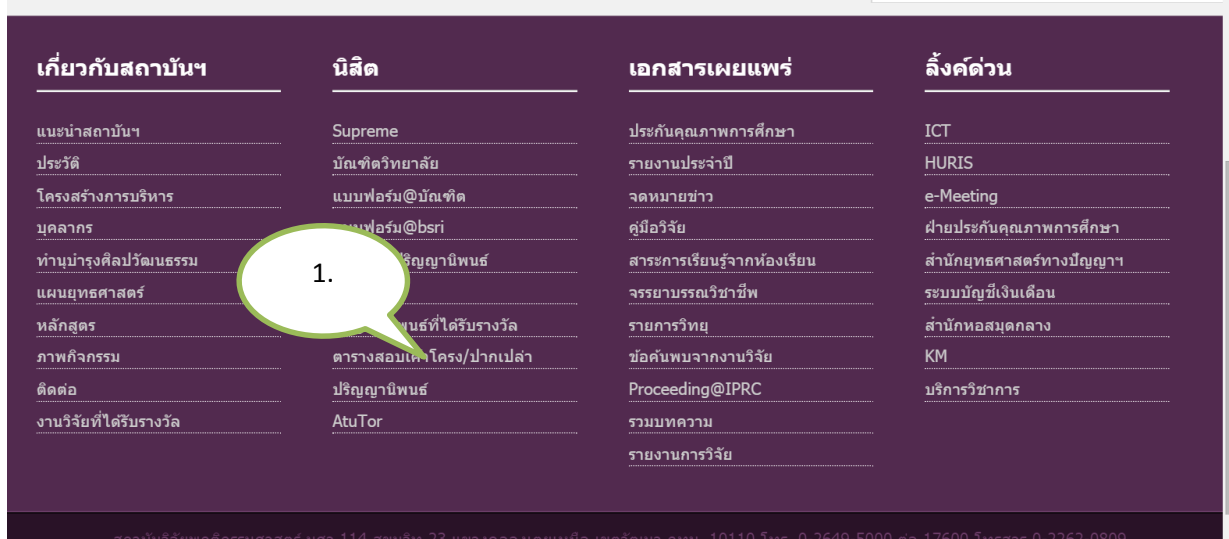 เกี่ยวกับสถาบันฯ
แนะนำสถาบันฯ
ประวัติ
โครงสร้างการบริหาร
บุคลากร
ทำนุบำรุงศิลปวัฒนธรรม
แผนยุทธศาสตร์
หลักสูตร
ภาพกิจกรรม
ติดต่อ
งานวิจัยที่ได้รับรางวัล
นิสิต
Supreme
บัณฑิตวิทยาลัย
แบบฟอร์ม@บัณฑิต
@bsri
1.
ที่ได้รับรางวัล
ตารางสอบเค้าโครง/ปากเปล่า
ปริญญานิพนธ์
AtuTor
เอกสารเผยแพร่
ประกันคุณภาพการศึกษา
รายงานประจำปี
จดหมายข่าว
คู่มือวิจัย
สาระการเรียนรู้จากห้องเรียน
จรรยาบรรณวิชาชีพ
รายการวิทยุ
ข้อค้นพบจากงานวิจัย
Proceeding@IPRC
รวมบทความ
รายงานการวิจัย
ลิ้งค์ด่วน
ICT
HURIS
e-Meeting
ฝ่ายประกันคุณภาพการศึกษา
สำนักยุทธศาสตร์ทางปัญญาฯ
ระบบบัญชีเงินเดือน
สำนักหอสมุดกลาง
KM
บริการวิชาการ